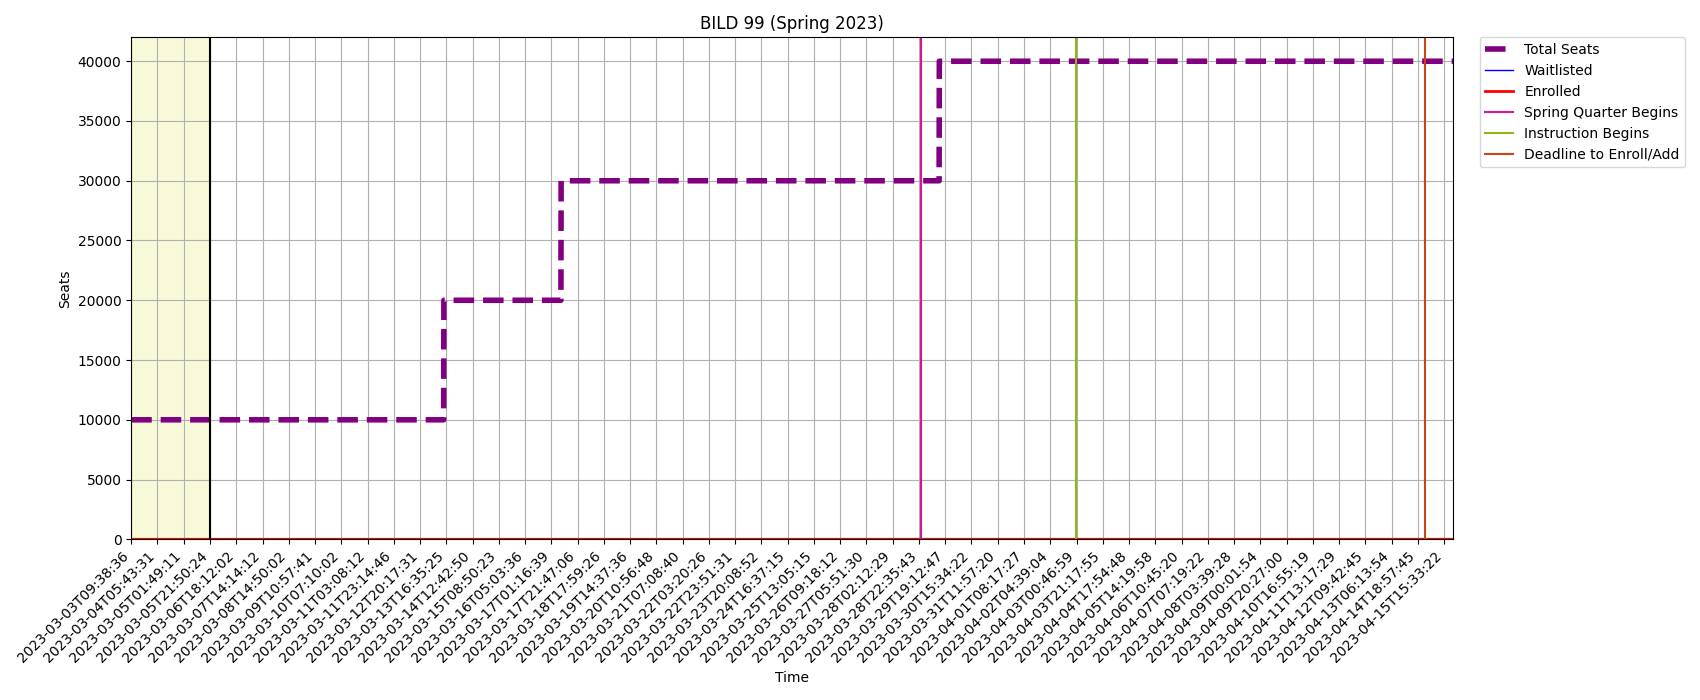 BILD 99 (Spring 2023)
40000
35000
30000
25000
20000
15000
10000
5000
0
Seats
2023-03-03T09:38:36
2023-03-04T05:43:31
2023-03-05T01:49:11
2023-03-05T21:50:24
2023-03-06T18:12:02
2023-03-07T14:14:12
2023-03-08T14:50:02
2023-03-09T10:57:41
2023-03-10T07:10:02
2023-03-11T03:08:12
2023-03-11T23:14:46
2023-03-12T20:17:31
2023-03-13T16:35:25
2023-03-14T12:42:50
2023-03-15T08:50:23
2023-03-16T05:03:36
2023-03-17T01:16:39
2023-03-17T21:47:06
2023-03-18T17:59:26
2023-03-19T14:37:36
2023-03-20T10:56:48
2023-03-21T07:08:40
2023-03-22T03:20:26
2023-03-22T23:51:31
2023-03-23T20:08:52
2023-03-24T16:37:15
2023-03-25T13:05:15
2023-03-26T09:18:12
2023-03-27T05:51:30
2023-03-28T02:12:29
2023-03-28T22:35:43
2023-03-29T19:12:47
2023-03-30T15:34:22
2023-03-31T11:57:20
2023-04-01T08:17:27
2023-04-02T04:39:04
2023-04-03T00:46:59
2023-04-03T21:17:55
2023-04-04T17:54:48
2023-04-05T14:19:58
2023-04-06T10:45:20
2023-04-07T07:19:22
2023-04-08T03:39:28
2023-04-09T00:01:54
2023-04-09T20:27:00
2023-04-10T16:55:19
2023-04-11T13:17:29
2023-04-12T09:42:45
2023-04-13T06:13:54
2023-04-14T18:57:45
2023-04-15T15:33:22
Time
Total Seats
Waitlisted
Enrolled
Spring Quarter Begins
Instruction Begins
Deadline to Enroll/Add